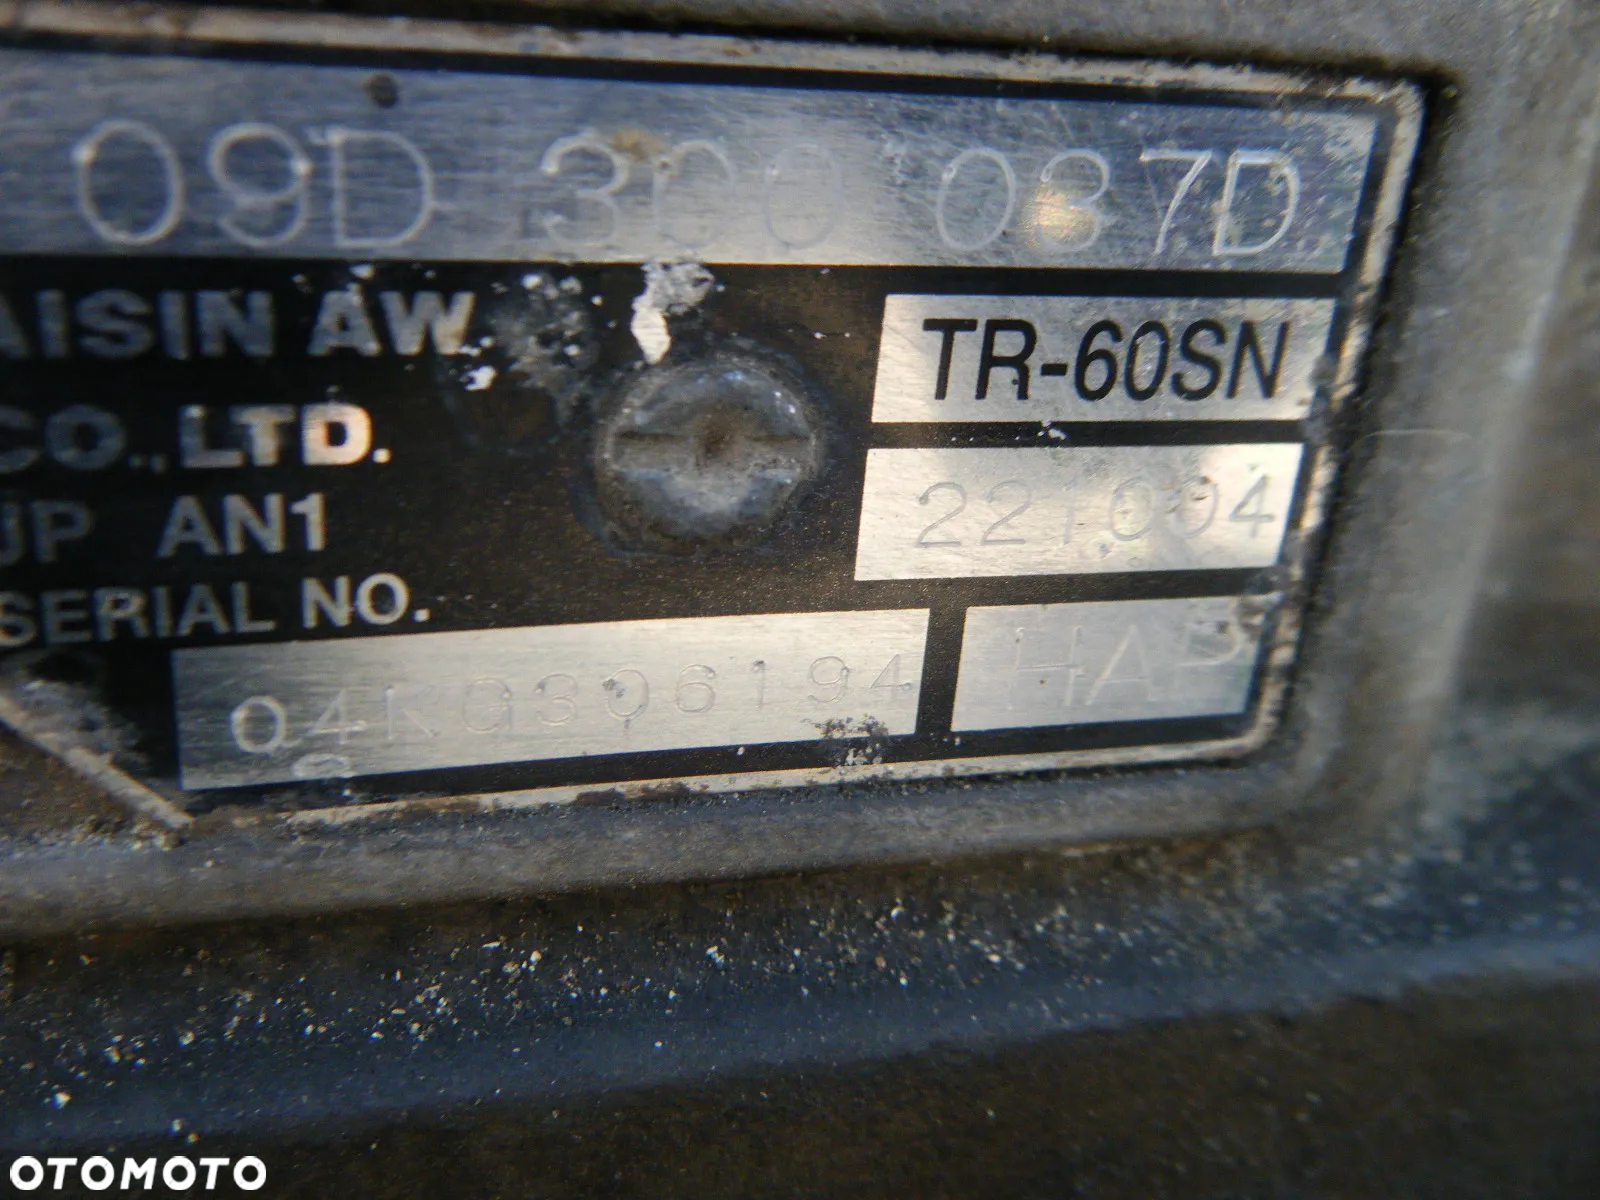 09D 300 037D
AISIN AW
CO.,LTD.
TR-60SN
221004
JP AN1
SERIAL NO.
04KG306194
HAP
OTOMOTO